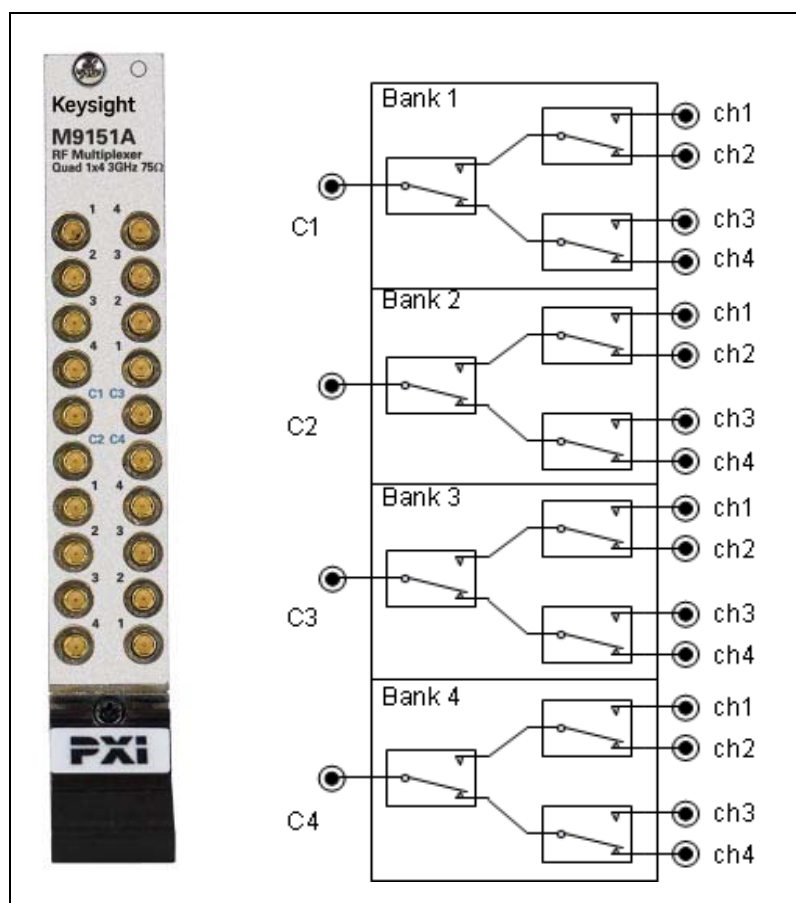 Keysight
M9151A
RF Multiplexer
Quad 1x4 3GHz 75Ω
1 4
2 3
3 2
4 1
C1 C3
C2 C4
1 4
2 3
3 2
4 1
PXI
Bank 1
C1
ch1
ch2
ch3
ch4
Bank 2
C2
ch1
ch2
ch3
ch4
Bank 3
C3
ch1
ch2
ch3
ch4
Bank 4
C4
ch1
ch2
ch3
ch4